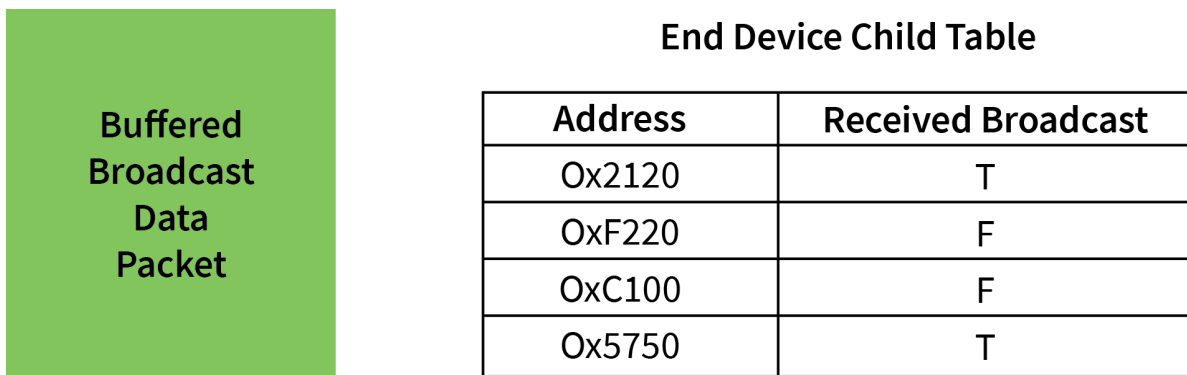 Buffered
Broadcast
Data
Packet
End Device Child Table
Address Received Broadcast
Ox2120 T
OxF220 F
OxC100 F
Ox5750 T